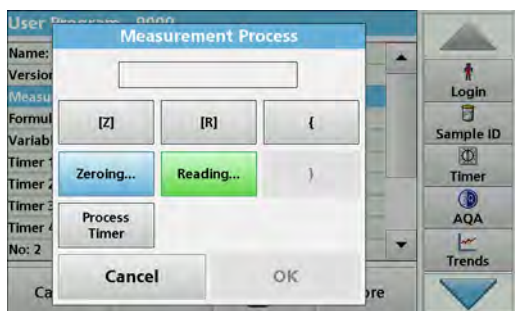 User Program 9000
Measurement Process
Name:
Version
Measu
Formul
Variabl
Timer 1
Timer 2
Timer 3
Timer 4
No: 2
[Z]
[R]
{
Zeroing...
Reading...
}
Process
Timer
Cancel
OK
Ca
ore
Login
Sample ID
Timer
AQA
Trends